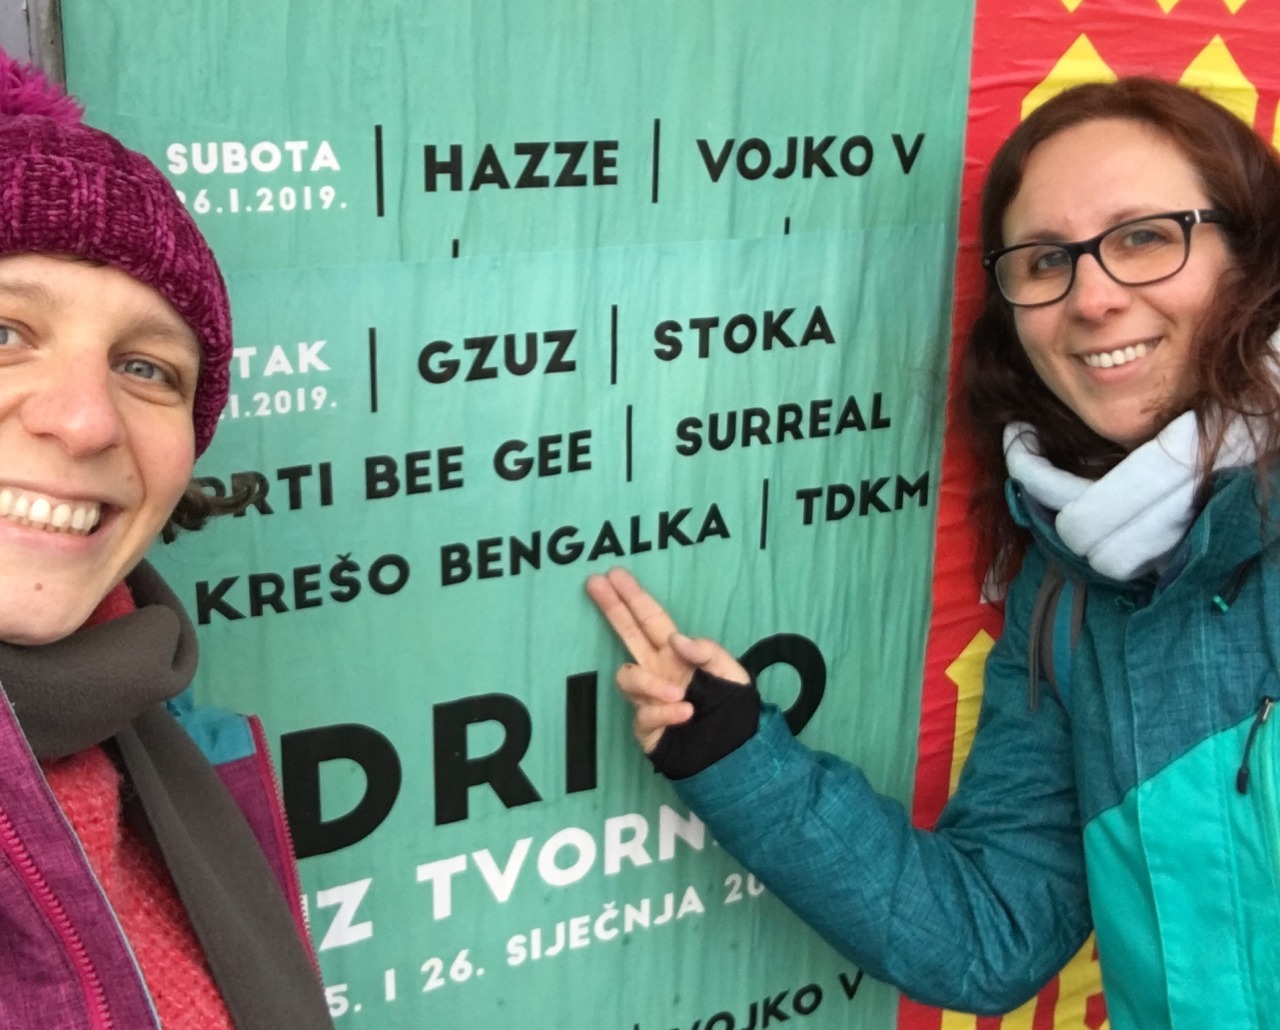 SUBOTA | HAZZE | VOJKO V
26.1.2019.
TAK | GZUZ | STOKA
.1.2019.
PRTI BEE GEE | SURREAL
KREŠO BENGALKA | TDKM
DRI O
Z TVORN
5. I 26. SIJEČNJA 20
VOJKO V